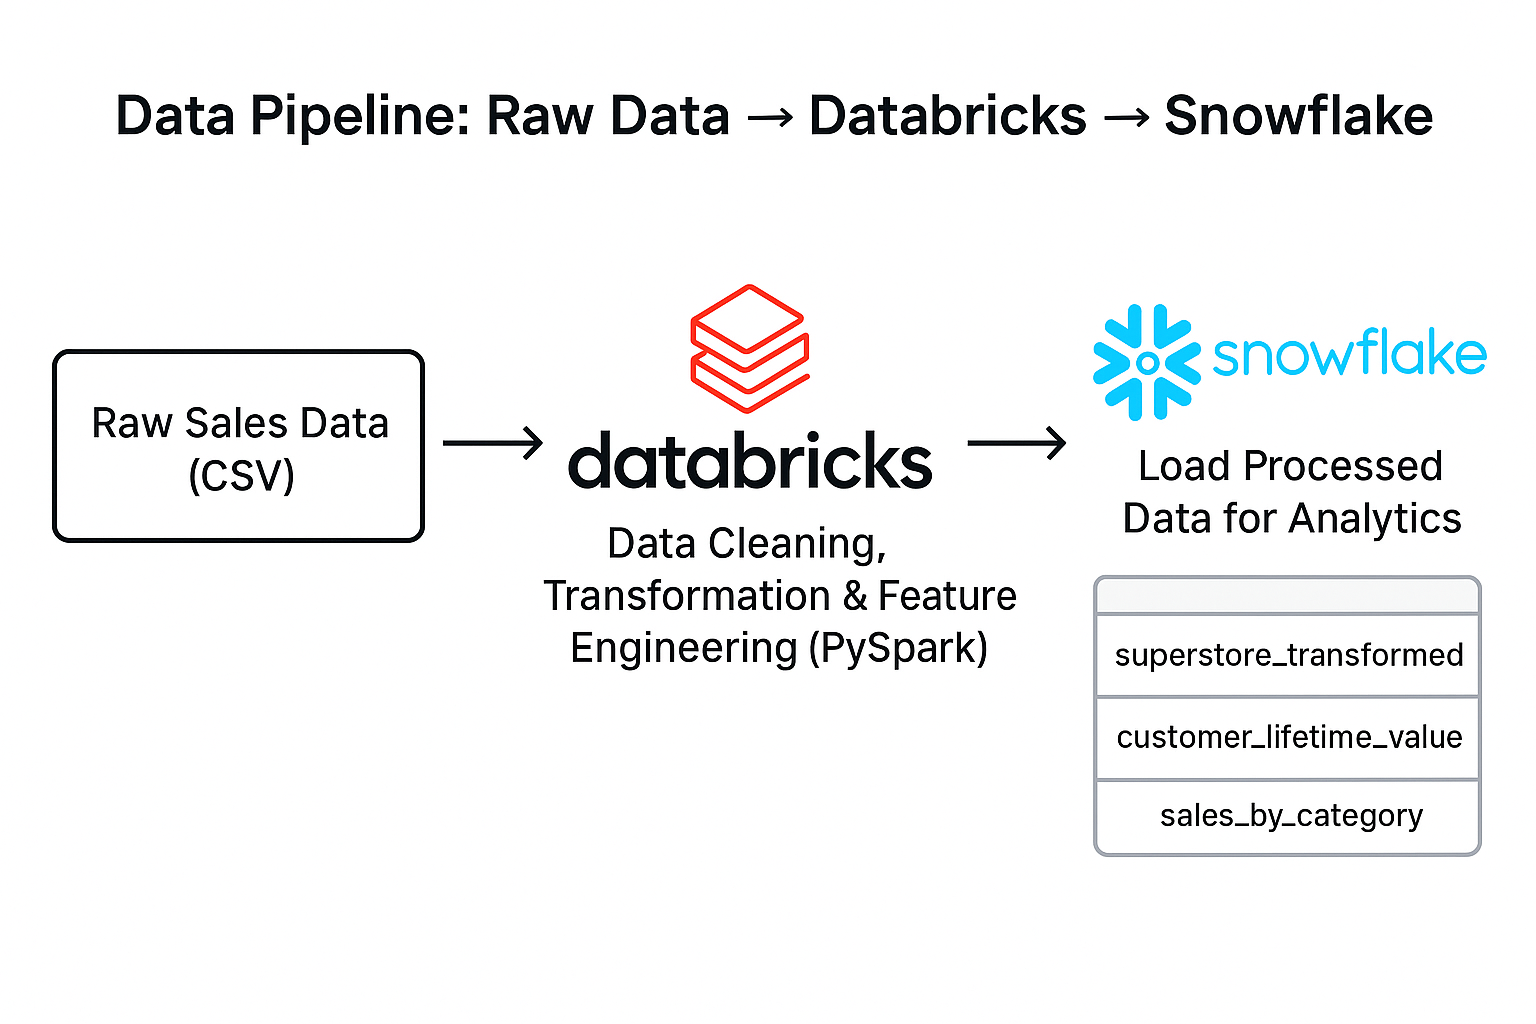 Data Pipeline: Raw Data → Databricks → Snowflake
Raw Sales Data
(CSV)
databricks
Data Cleaning,
Transformation & Feature
Engineering (PySpark)
snowflake
Load Processed
Data for Analytics
superstore_transformed
customer_lifetime_value
sales_by_category